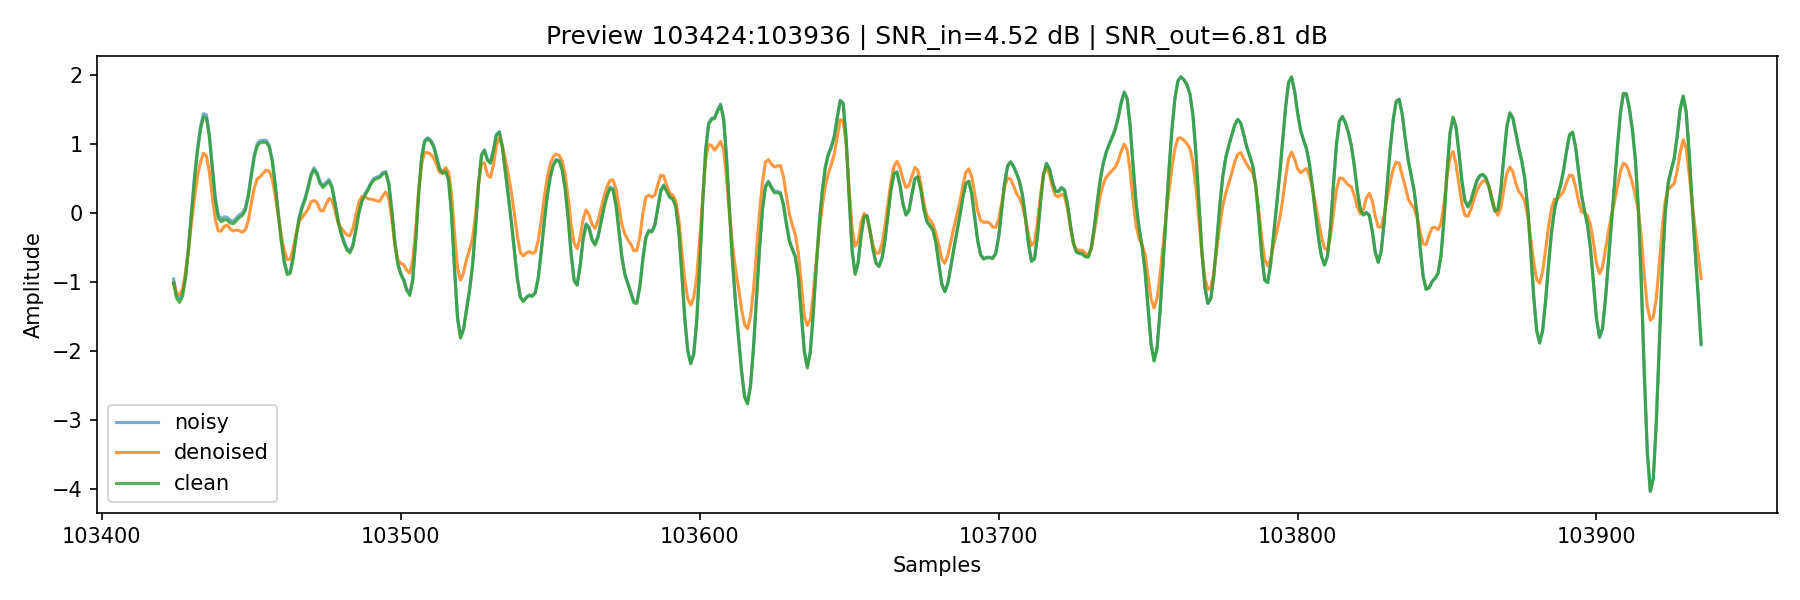 Preview 103424:103936 | SNR_in=4.52 dB | SNR_out=6.81 dB
2
1
0
−1
−2
−3
−4
Amplitude
noisy
denoised
clean
103400 103500 103600 103700 103800 103900
Samples